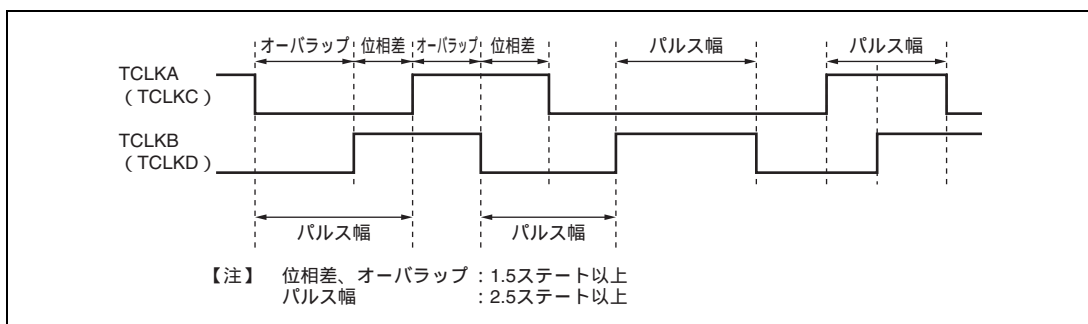 オーバラップ 位相差 オーバラップ 位相差 パルス幅 パルス幅
TCLKA
（TCLKC）
TCLKB
（TCLKD）
パルス幅 パルス幅
【注】 位相差、オーバラップ：1.5ステート以上
パルス幅 ：2.5ステート以上